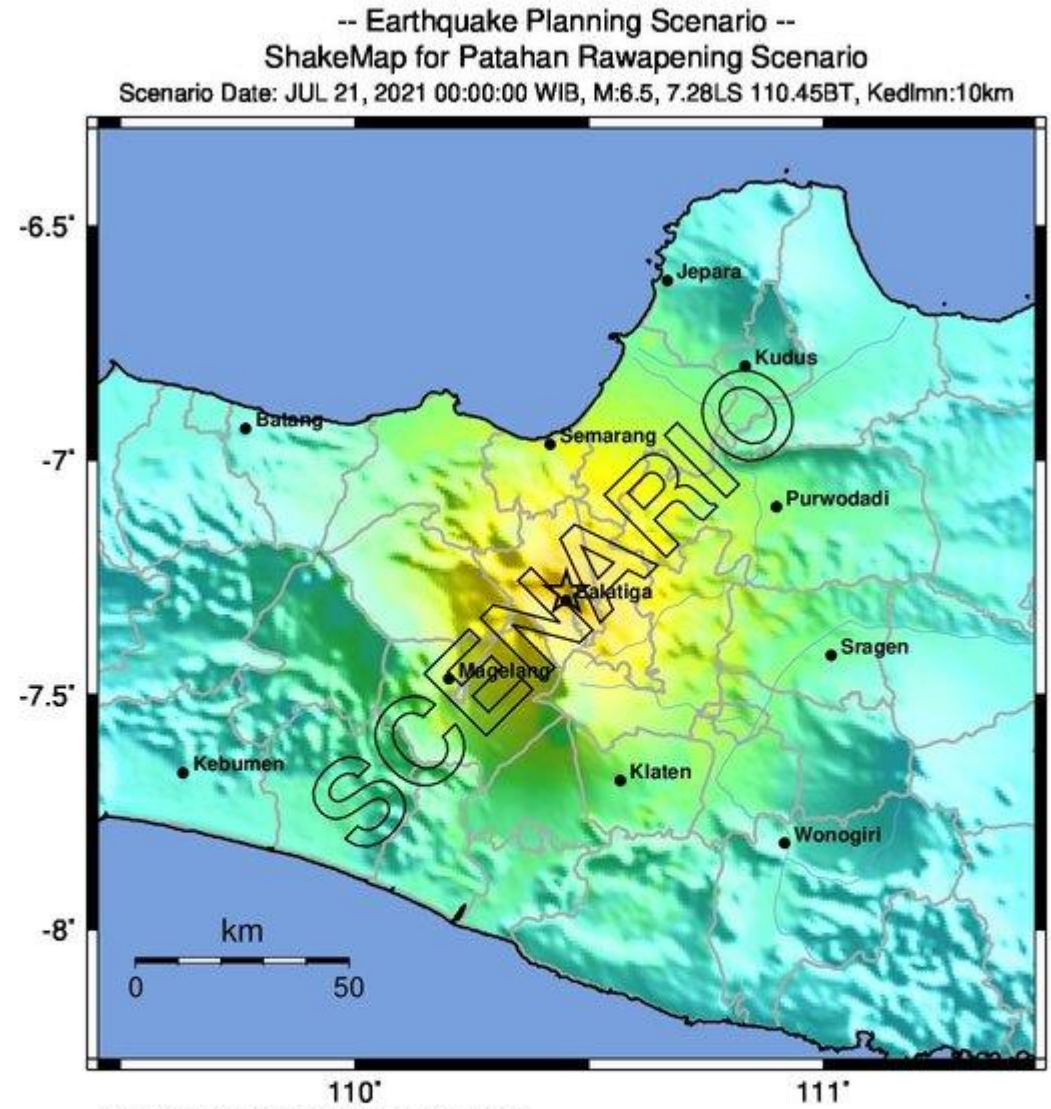 -- Earthquake Planning Scenario --
ShakeMap for Patahan Rawapening Scenario
Scenario Date: JUL 21, 2021 00:00:00 WIB, M:6.5, 7.28LS 110.45BT, Kedlmn:10km
-6.5°
Jepara
Kudus
Batang
Semarang
-7°
Purwodadi
Salatiga
Sragen
Magelang
-7.5°
Kebumen
Klaten
Wonogiri
SCENARIO
-8°
km
0 50
110° 111°